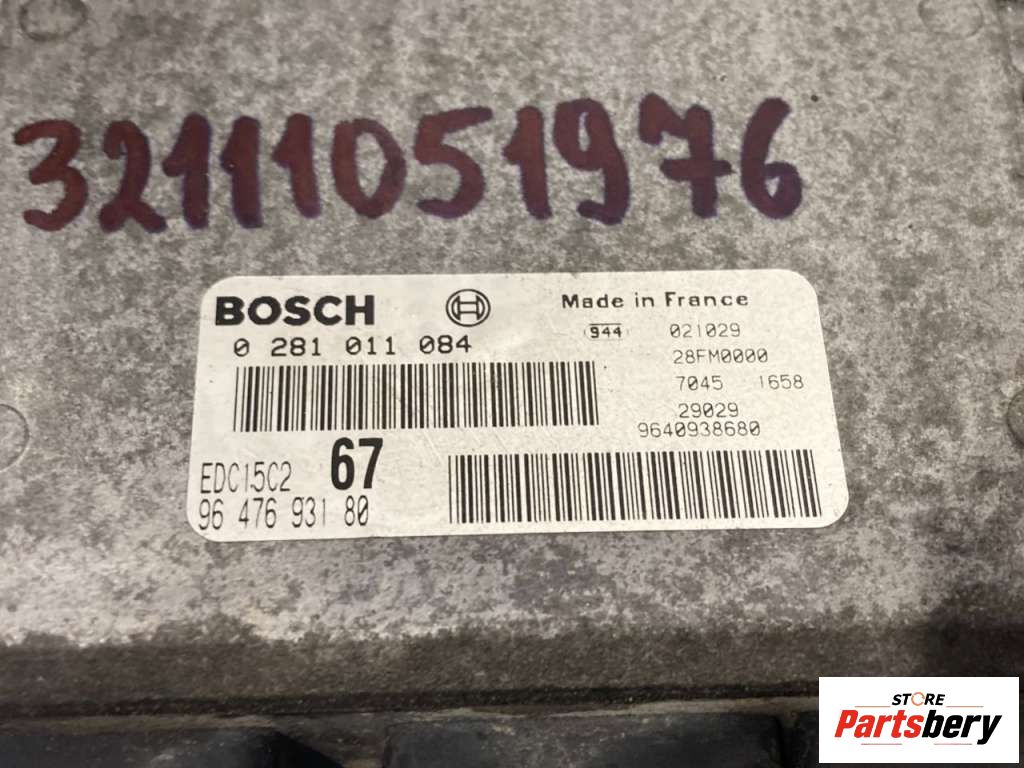 32111051976
BOSCH
Made in France
0 281 011 084
944
021029
28FM0000
7045 1658
29029
9640938680
EDC15C2 67
96 476 931 80
STORE
Partsbery